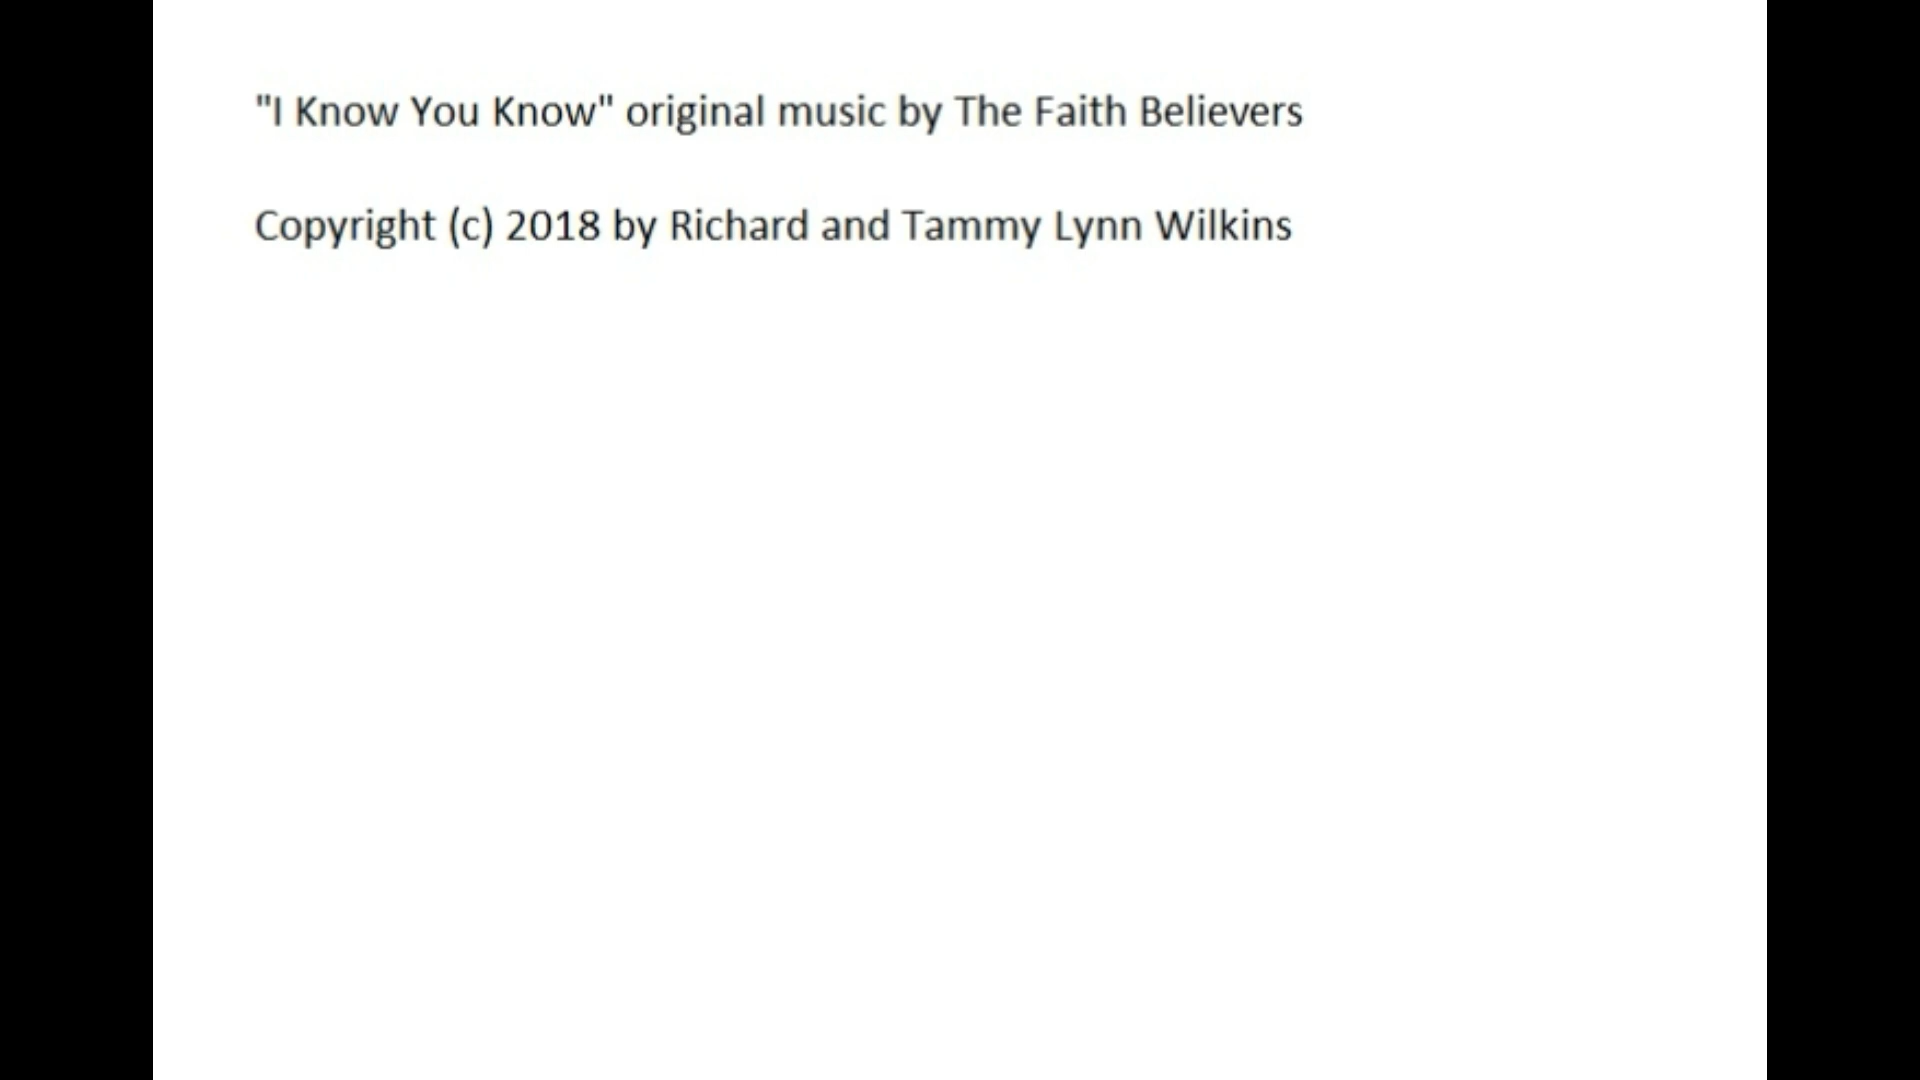 "I Know You Know" original music by The Faith Believers
Copyright (c) 2018 by Richard and Tammy Lynn Wilkins